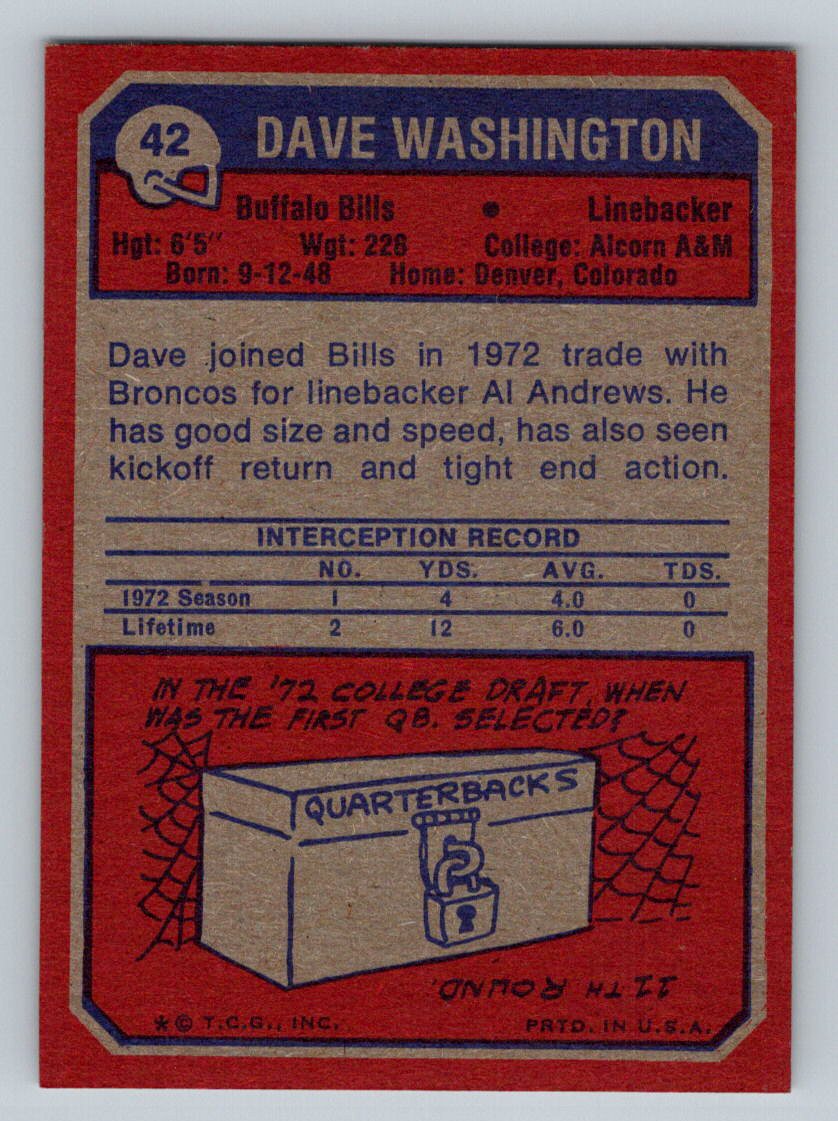 42
DAVE WASHINGTON
Buffalo Bills • Linebacker
Hgt: 6'5" Wgt: 228 College: Alcorn A&M
Born: 9-12-48 Home: Denver, Colorado
Dave joined Bills in 1972 trade with
Broncos for linebacker Al Andrews. He
has good size and speed, has also seen
kickoff return and tight end action.
INTERCEPTION RECORD
NO. YDS. AVG. TDS.
1972 Season 1 4 4.0 0
Lifetime 2 12 6.0 0
IN THE '72 COLLEGE DRAFT, WHEN
WAS THE FIRST QB. SELECTED?
QUARTERBACKS
11TH ROUND.
* © T.C.G., INC. PRTD. IN U.S.A.